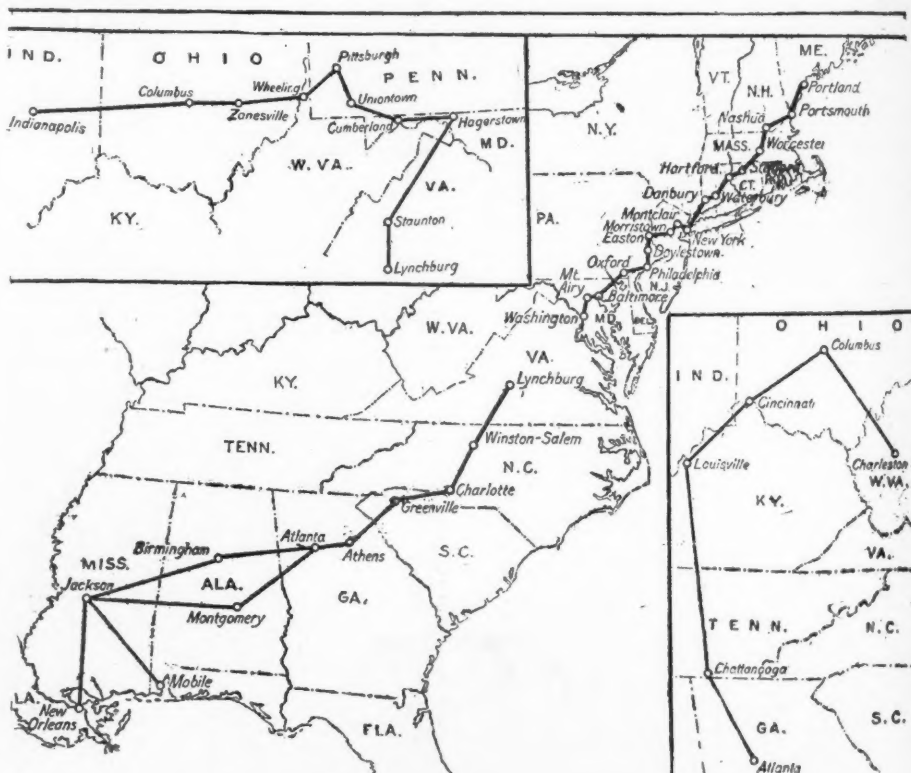 IND.
OHIO
Pittsburgh
PENN.
Wheeling
Columbus
Zanesville
Uniontown
Indianapolis
Cumberland
Hagerstown
MD.
W.VA.
VA.
KY.
Staunton
Lynchburg
ME.
VT.
N.H.
Portland
N.Y.
Nashua
Portsmouth
MASS.
Worcester
Hartford
CT.
Danbury
Waterbury
PA.
Montclair
Morristown
New York
Easton
Doylestown
Oxford
Philadelphia
N.J.
Mt.
Airy
Baltimore
Washington
MD.
DEL.
W.VA.
VA.
KY.
Lynchburg
TENN.
Winston-Salem
N.C.
Charlotte
Greenville
Atlanta
Athens
Birmingham
S.C.
MISS.
ALA.
Jackson
GA.
Montgomery
Mobile
LA.
New
Orleans
FLA.
OHIO
Columbus
IND.
Cincinnati
Louisville
Charleston
W.VA.
KY.
VA.
TENN.
N.C.
Chattanooga
GA.
S.C.
Atlanta